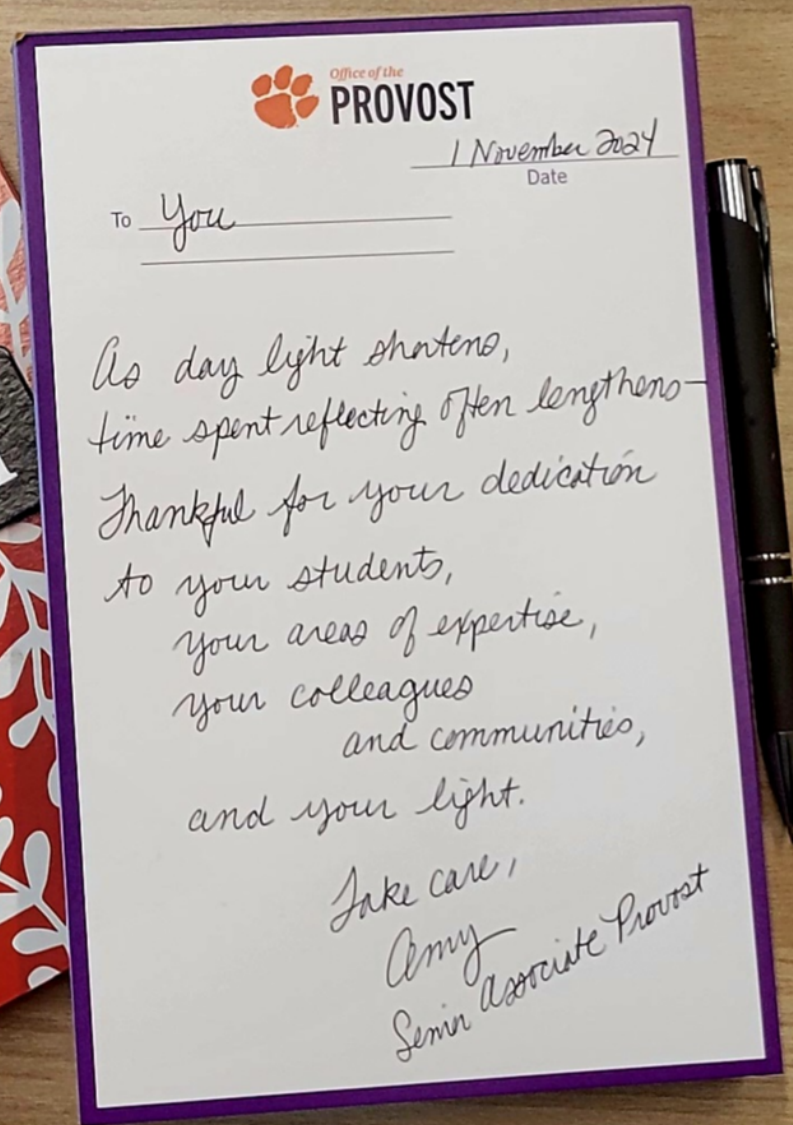 Office of the
PROVOST
1 November 2024
Date
To You
As day light shortens,
time spent reflecting often lengthens—
Thankful for your dedication
to your students,
your areas of expertise,
your colleagues
and communities,
and your light.
Take care,
Amy
Senior Associate Provost